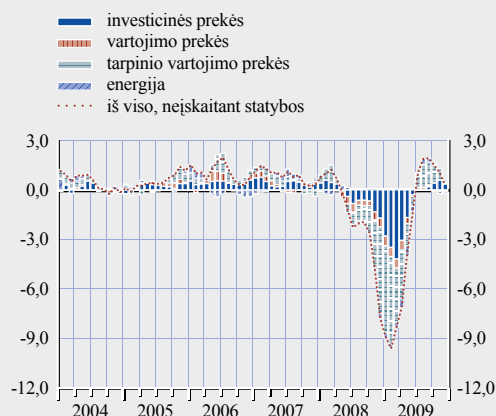 investicinės prekės
vartojimo prekės
tarpinio vartojimo prekės
energija
iš viso, neįskaitant statybos
3,0 3,0
0,0 0,0
-3,0 -3,0
-6,0 -6,0
-9,0 -9,0
-12,0 -12,0
2004 2005 2006 2007 2008 2009